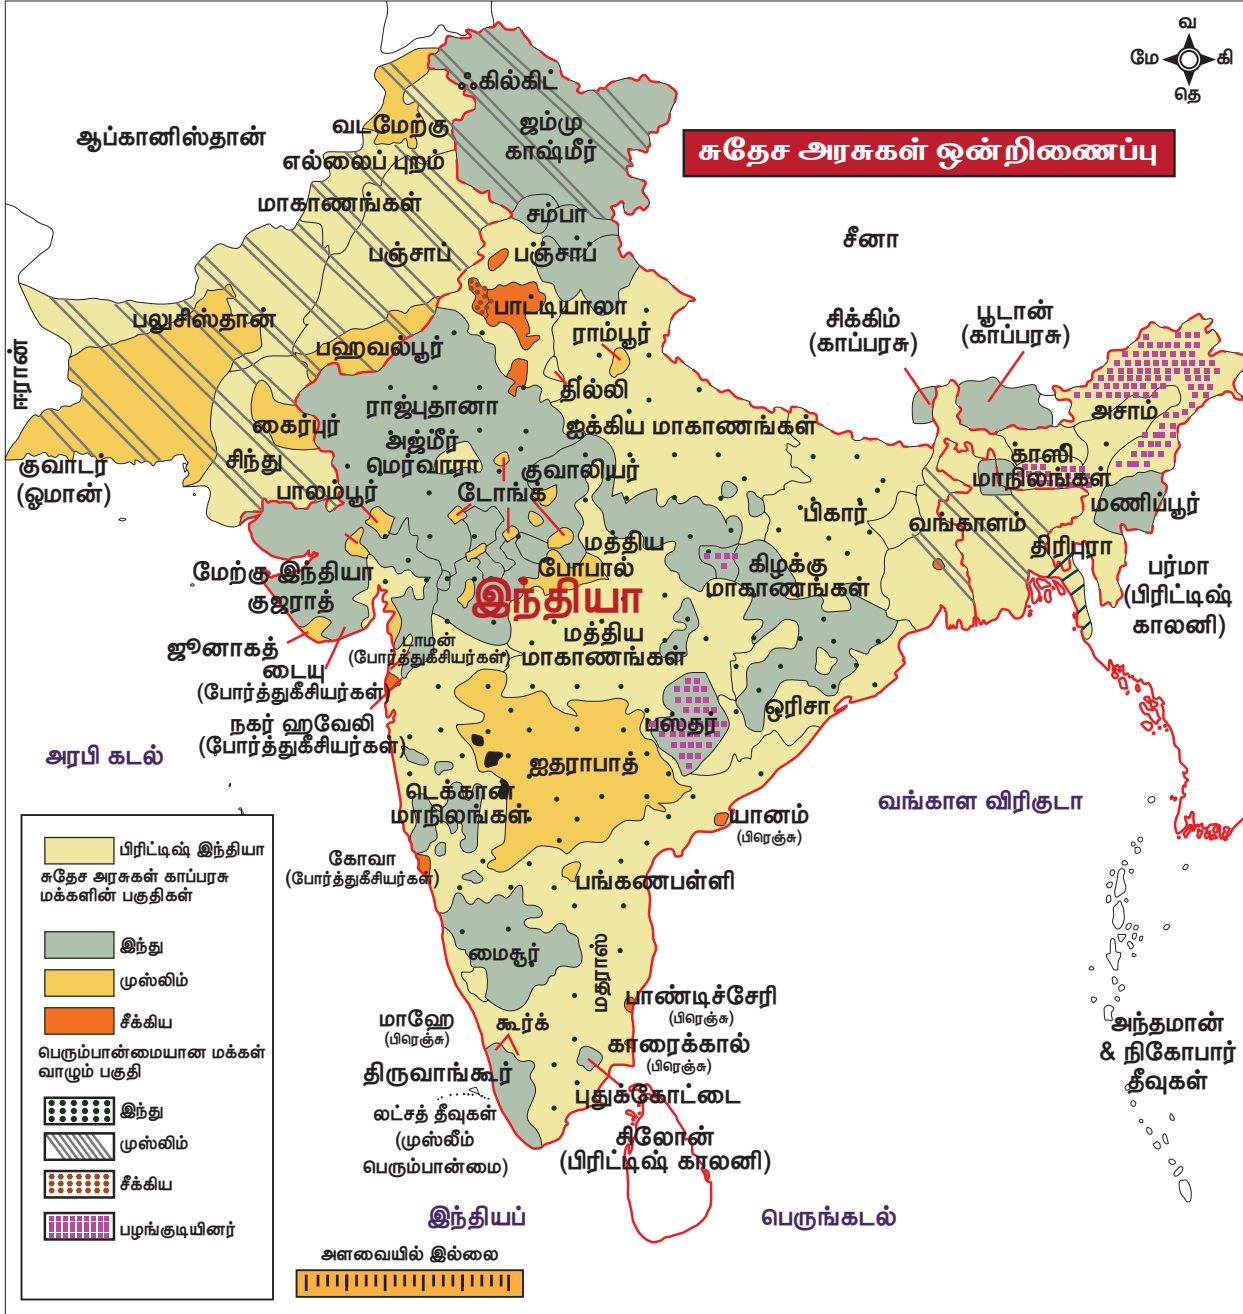 வ
மே
கி
தெ
சுதேச அரசுகள் ஒன்றிணைப்பு
ஃகில்கிட்
ஜம்மு
காஷ்மீர்
ஆப்கானிஸ்தான்
வடமேற்கு
எல்லைப் புறம்
மாகாணங்கள்
சம்பா
பஞ்சாப்
பஞ்சாப்
சீனா
பாட்டியாலா
ராம்பூர்
பலுசிஸ்தான்
பஹவல்பூர்
ஈரான்
சிக்கிம்
(காப்பரசு)
பூடான்
(காப்பரசு)
தில்லி
ராஜ்புதானா
ஐக்கிய மாகாணங்கள்
அசாம்
கைர்புர்
அஜ்மீர்
மெர்வாரா
குவாடர்
(ஓமான்)
சிந்து
குவாலியர்
காஸி
மாநிலங்கள்
பாலம்பூர்
டோங்க்
பிகார்
மணிப்பூர்
வங்காளம்
மத்திய
திரிபுரா
மேற்கு இந்தியா
குஜராத்
போபால்
கிழக்கு
மாகாணங்கள்
பர்மா
(பிரிட்டிஷ்
காலனி)
இந்தியா
ஜூனாகத்
டாமன்
(போர்த்துகீசியர்கள்)
மத்திய
மாகாணங்கள்
டையு
(போர்த்துகீசியர்கள்)
நகர் ஹவேலி
(போர்த்துகீசியர்கள்)
பஸ்தர்
ஒரிசா
அரபி கடல்
ஐதராபாத்
வங்காள விரிகுடா
டெக்கான்
மாநிலங்கள்
யானம்
(பிரெஞ்சு)
கோவா
(போர்த்துகீசியர்கள்)
பங்கணபள்ளி
மைசூர்
மதராஸ்
பாண்டிச்சேரி
(பிரெஞ்சு)
மாஹே
(பிரெஞ்சு)
கூர்க்
காரைக்கால்
(பிரெஞ்சு)
திருவாங்கூர்
புதுக்கோட்டை
அந்தமான்
& நிகோபார்
தீவுகள்
லட்சத் தீவுகள்
(முஸ்லீம்
பெரும்பான்மை)
சிலோன்
(பிரிட்டிஷ் காலனி)
இந்தியப்
பெருங்கடல்
பிரிட்டிஷ் இந்தியா
சுதேச அரசுகள் காப்பரசு
மக்களின் பகுதிகள்
இந்து
முஸ்லிம்
சீக்கிய
பெரும்பான்மையான மக்கள்
வாழும் பகுதி
இந்து
முஸ்லிம்
சீக்கிய
பழங்குடியினர்
அளவையில் இல்லை